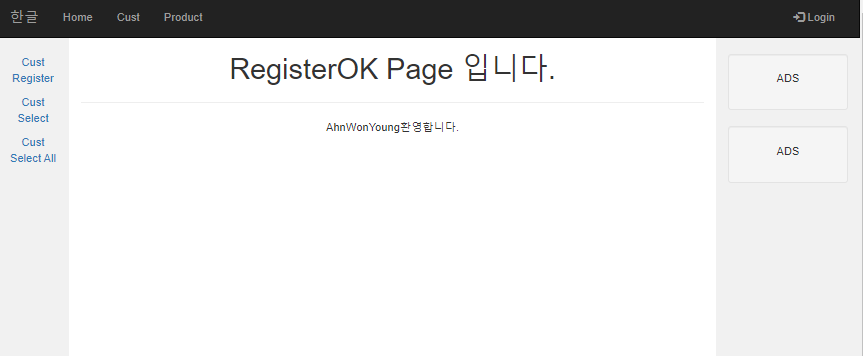 한글 Home Cust Product Login
Cust
Register
Cust
Select
Cust
Select All
RegisterOK Page 입니다.
AhnWonYoung환영합니다.
ADS
ADS